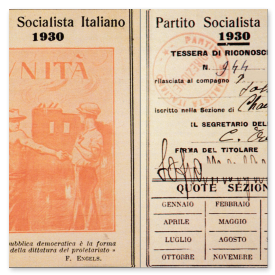 Socialista Italiano
1930
NITÀ
ubblica democratica è la forma
della dittatura del proletariato"
F. ENGELS.
Partito Socialista
1930
TESSERA DI RICONOSC
N. 944
rilasciata al compagno
iscritto nella Sezione di
IL SEGRETARIO DEL
FIRMA DEL TITOLARE
QUOTE SEZION
GENNAIO FEBBRAIO
APRILE MAGGIO
LUGLIO AGOSTO
OTTOBRE NOVEMBRE